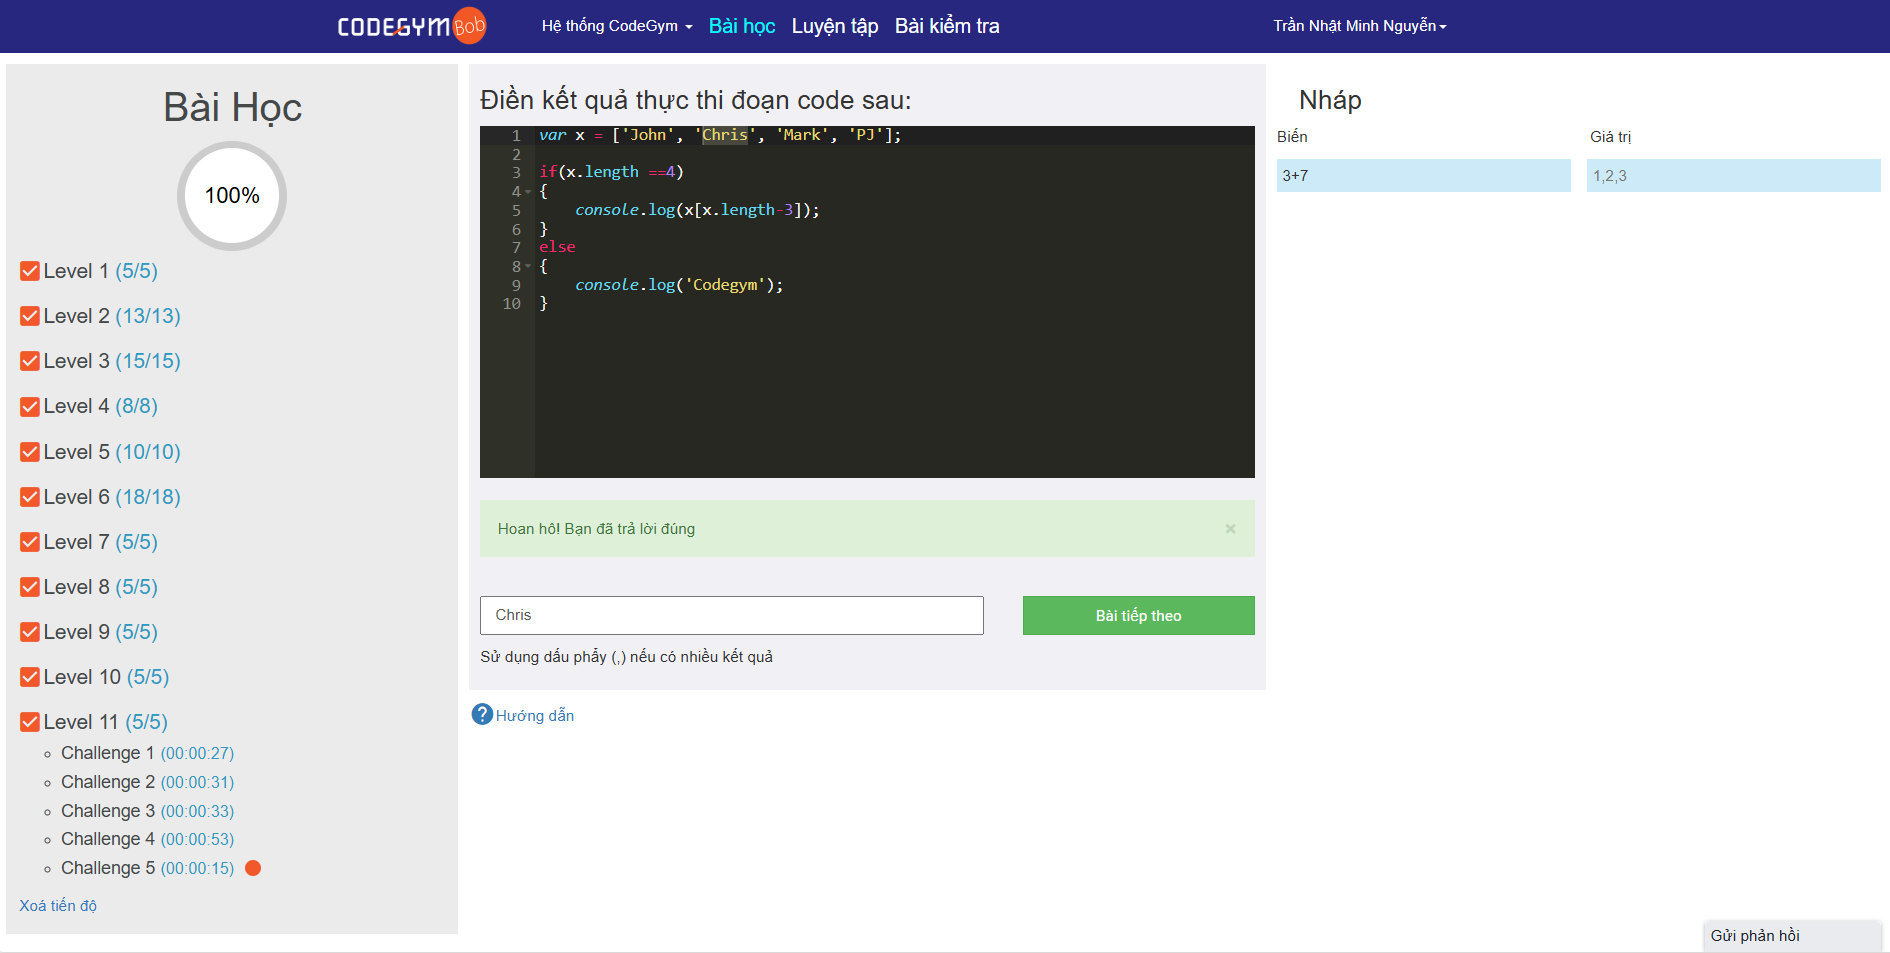 CODEGYM Bob
Hệ thống CodeGym Bài học Luyện tập Bài kiểm tra
Trần Nhật Minh Nguyễn
Bài Học
100%
Level 1 (5/5)
Level 2 (13/13)
Level 3 (15/15)
Level 4 (8/8)
Level 5 (10/10)
Level 6 (18/18)
Level 7 (5/5)
Level 8 (5/5)
Level 9 (5/5)
Level 10 (5/5)
Level 11 (5/5)
Challenge 1 (00:00:27)
Challenge 2 (00:00:31)
Challenge 3 (00:00:33)
Challenge 4 (00:00:53)
Challenge 5 (00:00:15)
Xoá tiến độ
Điền kết quả thực thi đoạn code sau:
1 var x = ['John', 'Chris', 'Mark', 'PJ'];
2
3 if(x.length ==4)
4 {
5 console.log(x[x.length-3]);
6 }
7 else
8 {
9 console.log('Codegym');
10 }
Hoan hô! Bạn đã trả lời đúng ×
Chris
Bài tiếp theo
Sử dụng dấu phẩy (,) nếu có nhiều kết quả
? Hướng dẫn
Nháp
Biến Giá trị
3+7 1,2,3
Gửi phản hồi